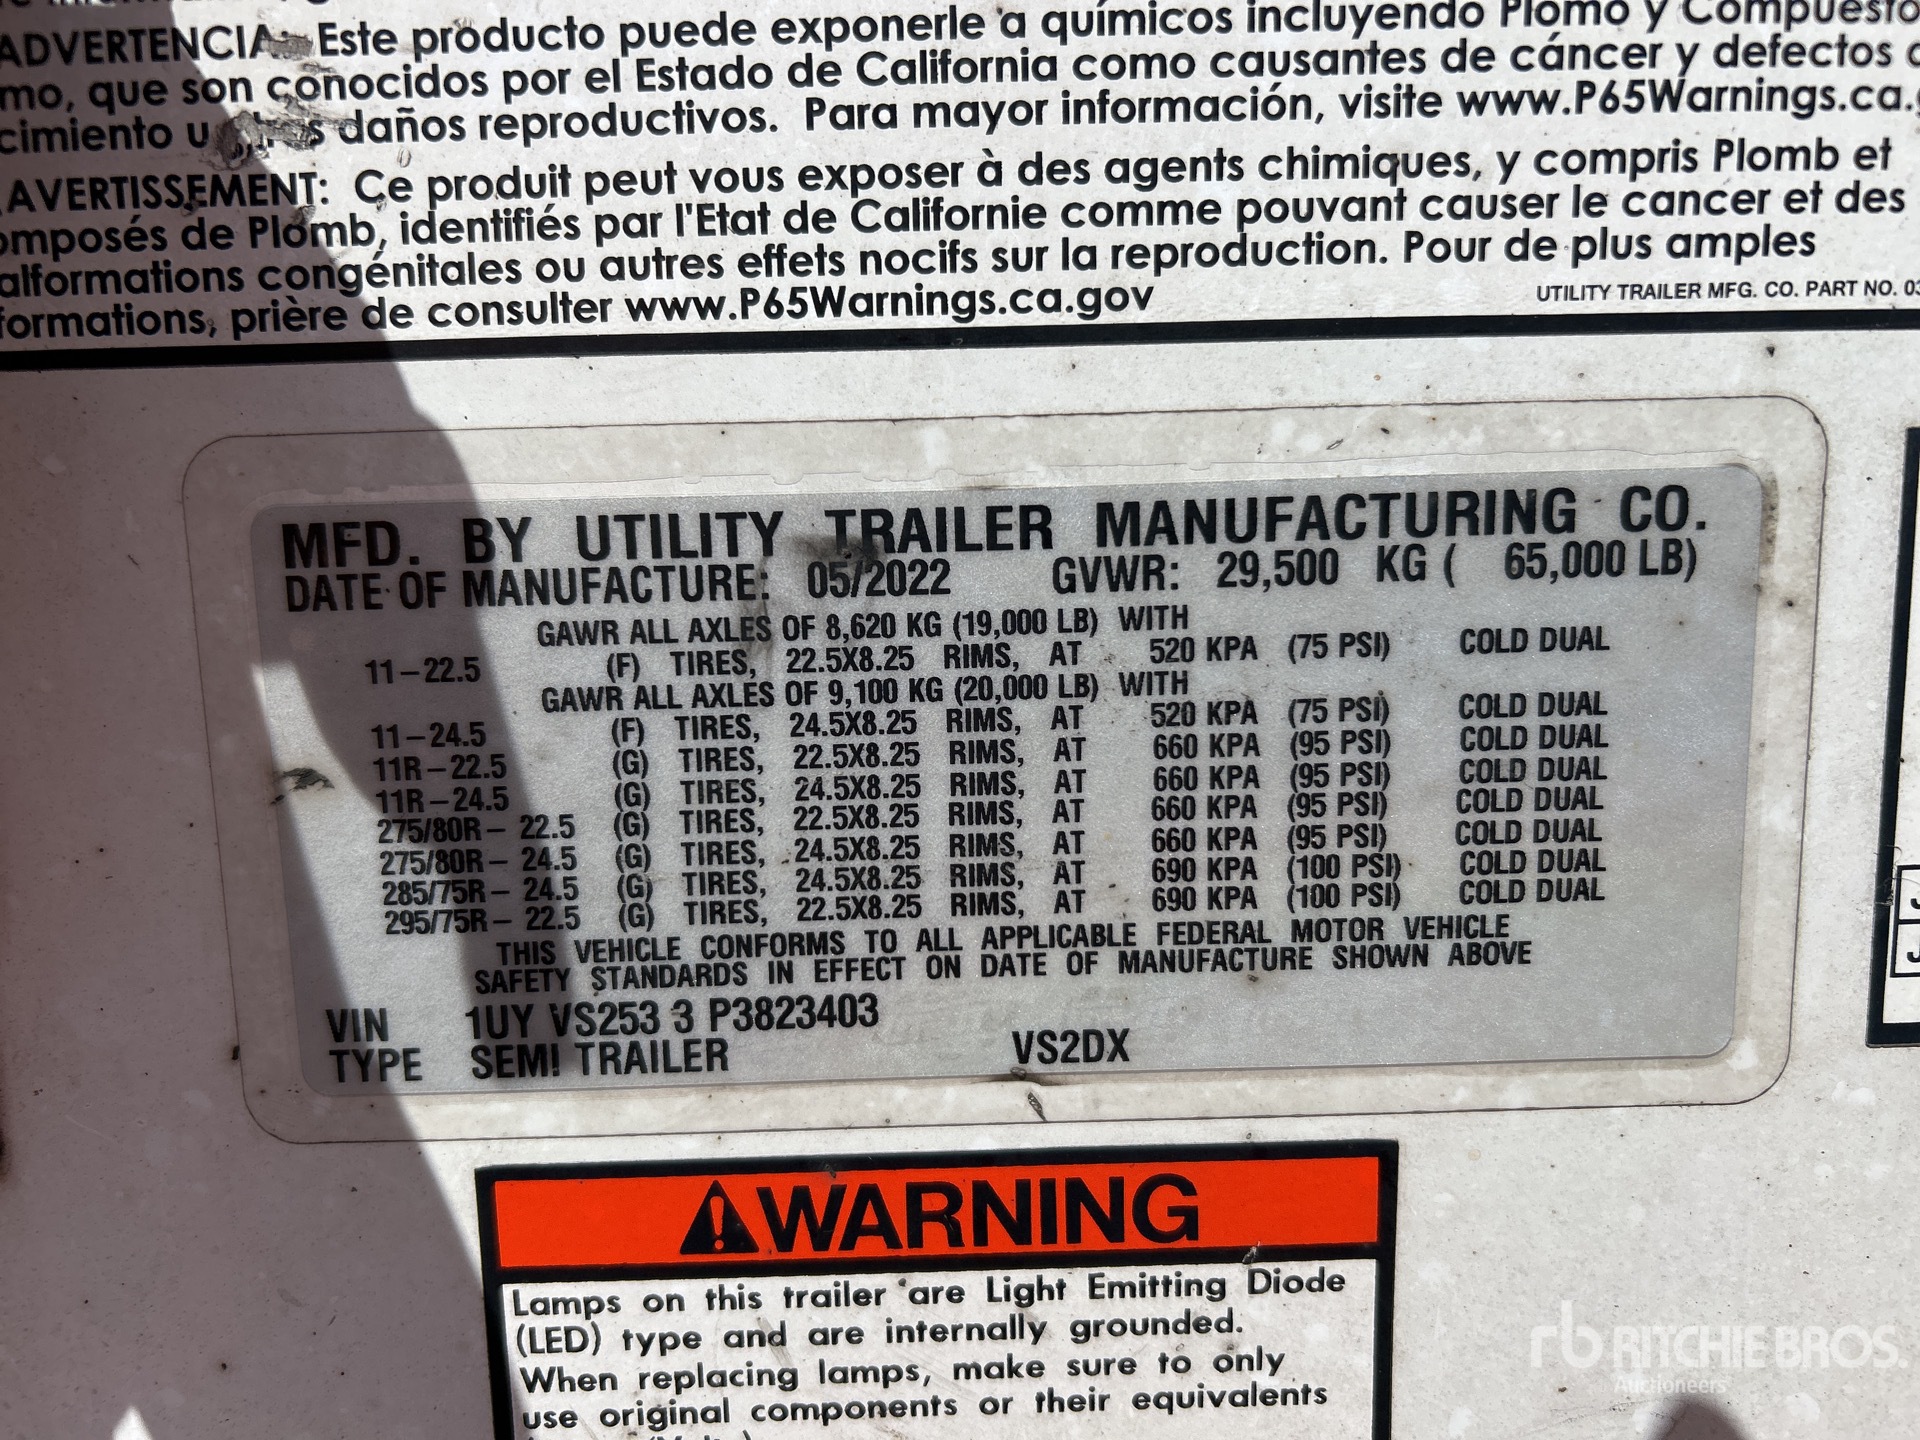 ADVERTENCIA: Este producto puede exponerle a químicos incluyendo Plomo y Compuesto
mo, que son conocidos por el Estado de California como causantes de cáncer y defectos
cimiento u otros daños reproductivos. Para mayor información, visite www.P65Warnings.ca.
AVERTISSEMENT: Ce produit peut vous exposer à des agents chimiques, y compris Plomb et
omposés de Plomb, identifiés par l'Etat de Californie comme pouvant causer le cancer et des
alformations congénitales ou autres effets nocifs sur la reproduction. Pour de plus amples
formations, prière de consulter www.P65Warnings.ca.gov
UTILITY TRAILER MFG. CO. PART NO. 03
MFD. BY UTILITY TRAILER MANUFACTURING CO.
DATE OF MANUFACTURE: 05/2022 GVWR: 29,500 KG ( 65,000 LB)
GAWR ALL AXLES OF 8,620 KG (19,000 LB) WITH
11-22.5 (F) TIRES, 22.5X8.25 RIMS, AT 520 KPA (75 PSI) COLD DUAL
GAWR ALL AXLES OF 9,100 KG (20,000 LB) WITH
11-24.5 (F) TIRES, 24.5X8.25 RIMS, AT 520 KPA (75 PSI) COLD DUAL
11R-22.5 (G) TIRES, 22.5X8.25 RIMS, AT 660 KPA (95 PSI) COLD DUAL
11R-24.5 (G) TIRES, 24.5X8.25 RIMS, AT 660 KPA (95 PSI) COLD DUAL
275/80R- 22.5 (G) TIRES, 22.5X8.25 RIMS, AT 660 KPA (95 PSI) COLD DUAL
275/80R- 24.5 (G) TIRES, 24.5X8.25 RIMS, AT 660 KPA (95 PSI) COLD DUAL
285/75R- 24.5 (G) TIRES, 24.5X8.25 RIMS, AT 690 KPA (100 PSI) COLD DUAL
295/75R- 22.5 (G) TIRES, 22.5X8.25 RIMS, AT 690 KPA (100 PSI) COLD DUAL
THIS VEHICLE CONFORMS TO ALL APPLICABLE FEDERAL MOTOR VEHICLE
SAFETY STANDARDS IN EFFECT ON DATE OF MANUFACTURE SHOWN ABOVE
VIN 1UY VS253 3 P3823403
TYPE SEMI TRAILER VS2DX
WARNING
Lamps on this trailer are Light Emitting Diode
(LED) type and are internally grounded.
When replacing lamps, make sure to only
use original components or their equivalents
rb RITCHIE BROS.
Auctioneers